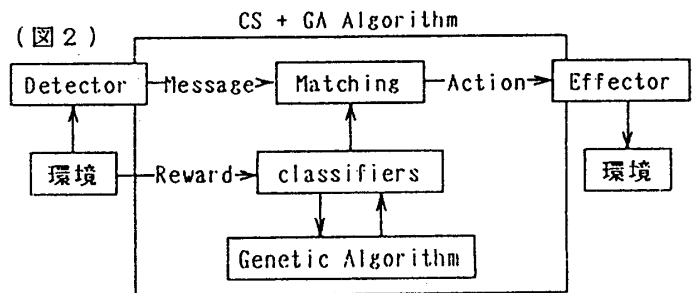 CS + GA Algorithm
(図2)
Detector Message Matching Action Effector
環境 Reward classifiers 環境
Genetic Algorithm